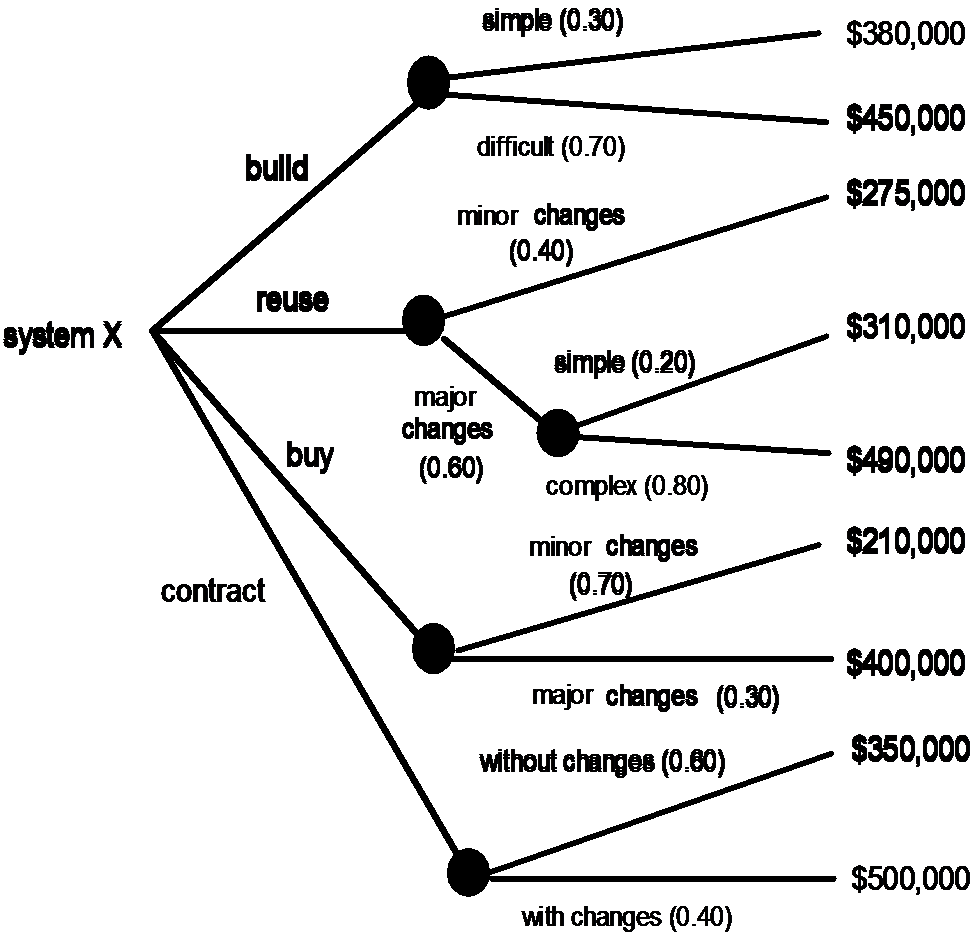 simple (0.30)
$380,000
$450,000
difficult (0.70)
build
$275,000
minor changes
(0.40)
reuse
system X
$310,000
simple (0.20)
major
changes
(0.60)
$490,000
complex (0.80)
buy
$210,000
minor changes
(0.70)
contract
$400,000
major changes (0.30)
$350,000
without changes (0.60)
$500,000
with changes (0.40)